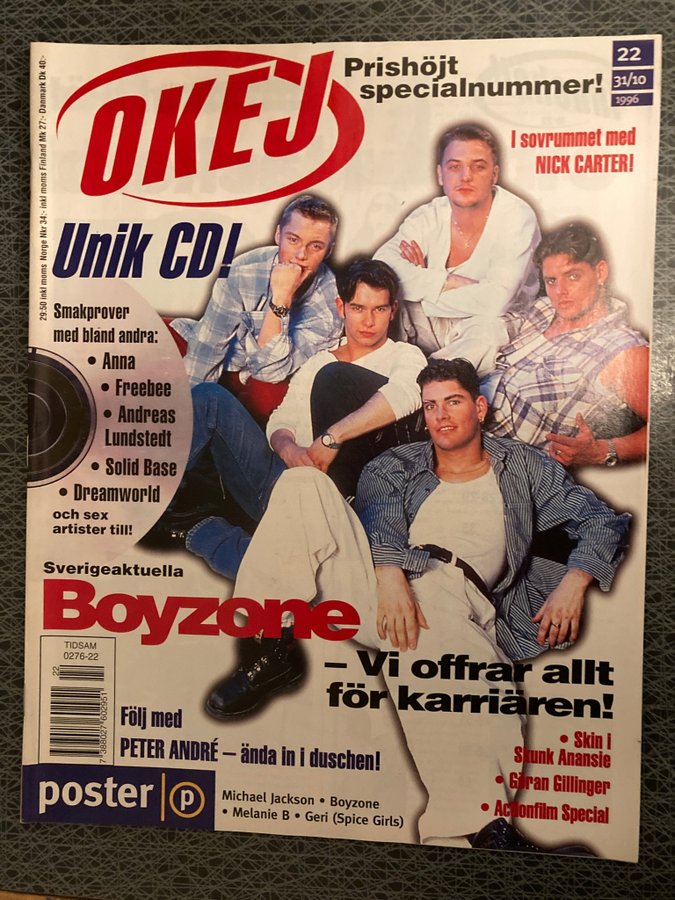 29:50 inkl moms Norge Nkr 34:- inkl moms Finland Mk 27:- Danmark Dk 40:-
OKEJ
Prishöjt
specialnummer!
22
31/10
1996
I sovrummet med
NICK CARTER!
Unik CD!
Smakprover
med bland andra:
• Anna
• Freebee
• Andreas
Lundstedt
• Solid Base
• Dreamworld
och sex
artister till!
Sverigeaktuella
Boyzone
– Vi offrar allt
för karriären!
TIDSAM
0276-22
22
7 388027 602951
Följ med
PETER ANDRÉ – ända in i duschen!
• Skin i
Skunk Anansie
• Göran Gillinger
• Actionfilm Special
poster p
Michael Jackson • Boyzone
• Melanie B • Geri (Spice Girls)